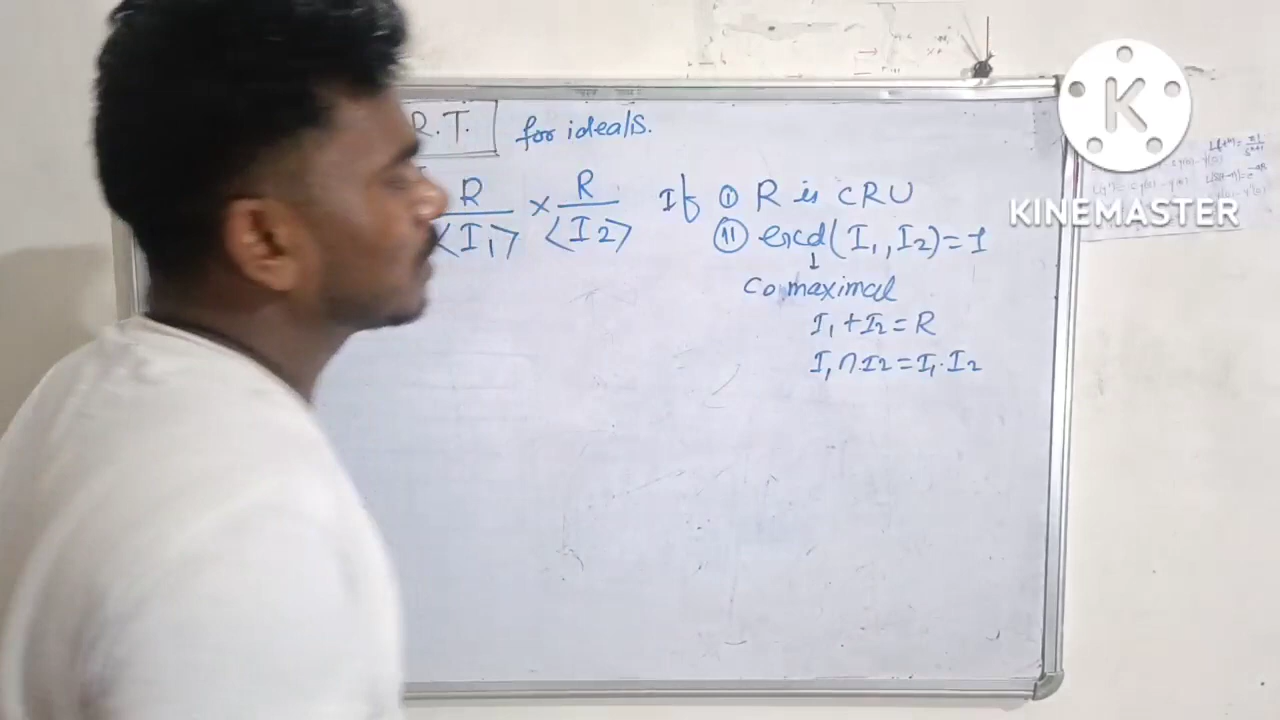 R.T. for ideals.
R/<I₁> × R/<I₂> If ① R is CRU
② gcd(I₁, I₂) = 1
↓
Co maximal
I₁ + I₂ = R
I₁ ∩ I₂ = I₁ · I₂
K
KINEMASTER